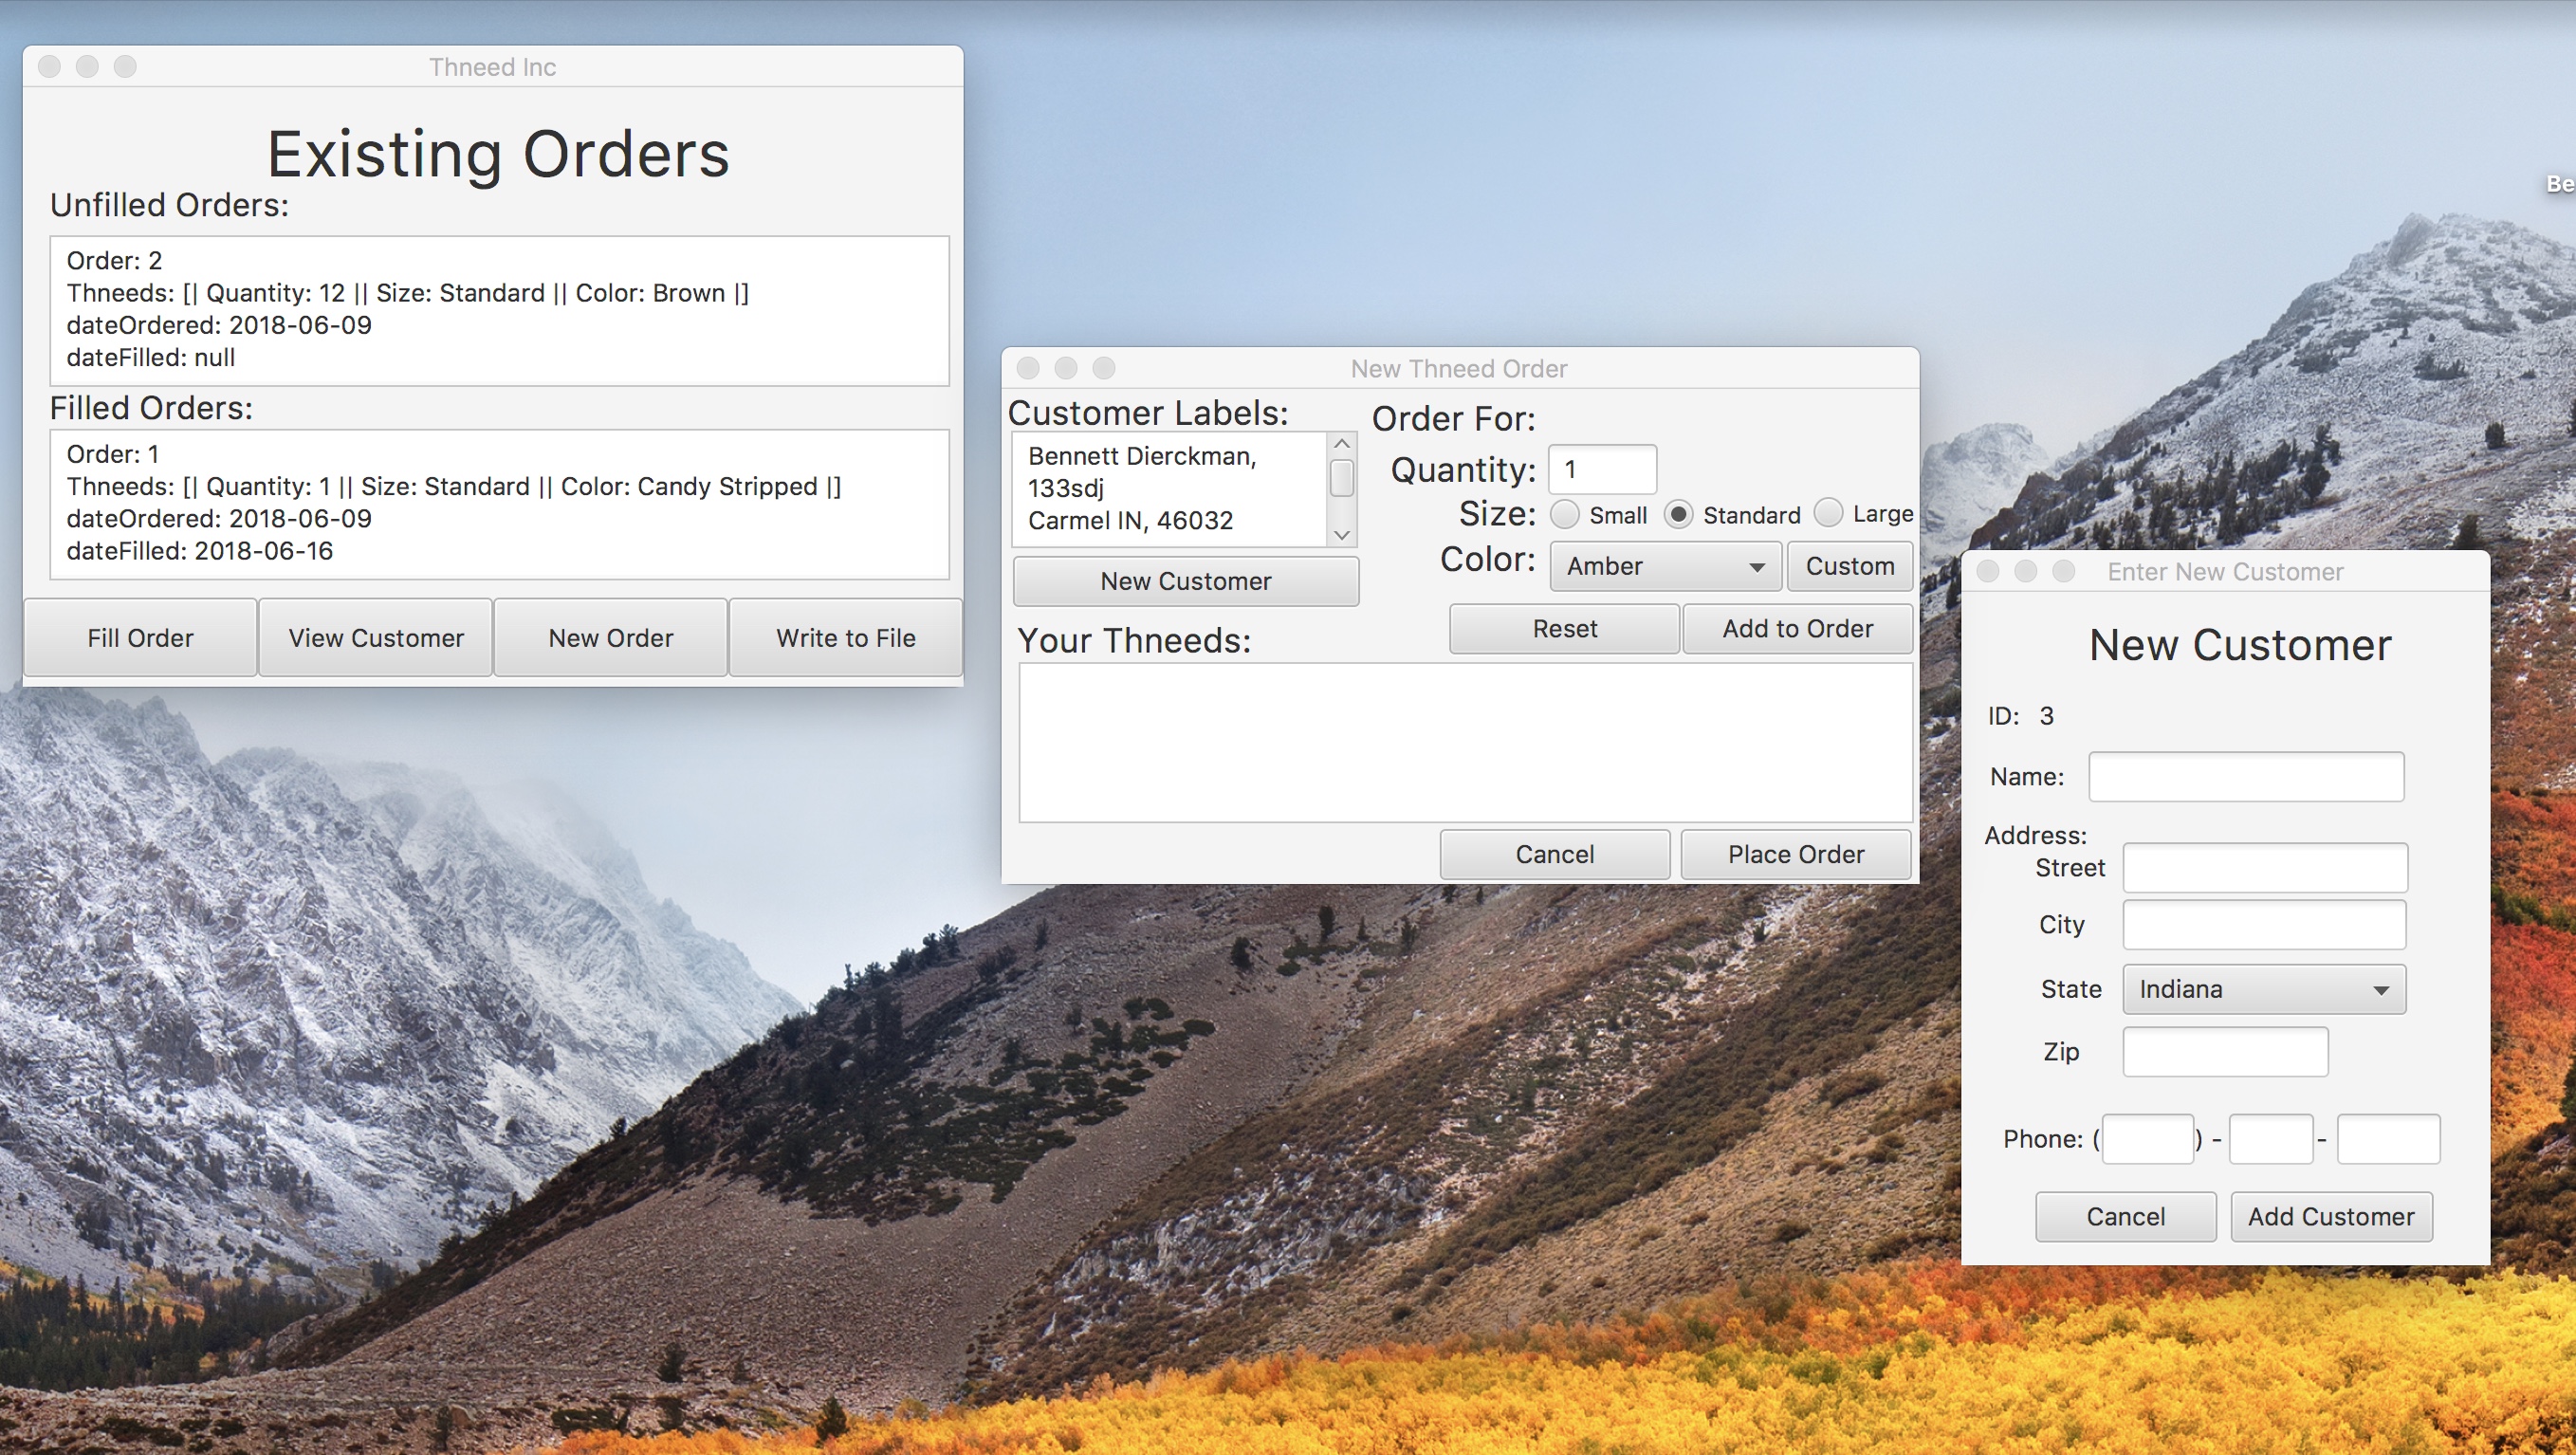 Thneed Inc
Existing Orders
Unfilled Orders:
Order: 2
Thneeds: [| Quantity: 12 || Size: Standard || Color: Brown |]
dateOrdered: 2018-06-09
dateFilled: null
Filled Orders:
Order: 1
Thneeds: [| Quantity: 1 || Size: Standard || Color: Candy Stripped |]
dateOrdered: 2018-06-09
dateFilled: 2018-06-16
Fill Order View Customer New Order Write to File
New Thneed Order
Customer Labels:
Bennett Dierckman,
133sdj
Carmel IN, 46032
New Customer
Order For:
Quantity: 1
Size: Small Standard Large
Color: Amber Custom
Reset Add to Order
Your Thneeds:
Cancel Place Order
Enter New Customer
New Customer
ID: 3
Name:
Address:
Street
City
State Indiana
Zip
Phone: ( ) - -
Cancel Add Customer
Be